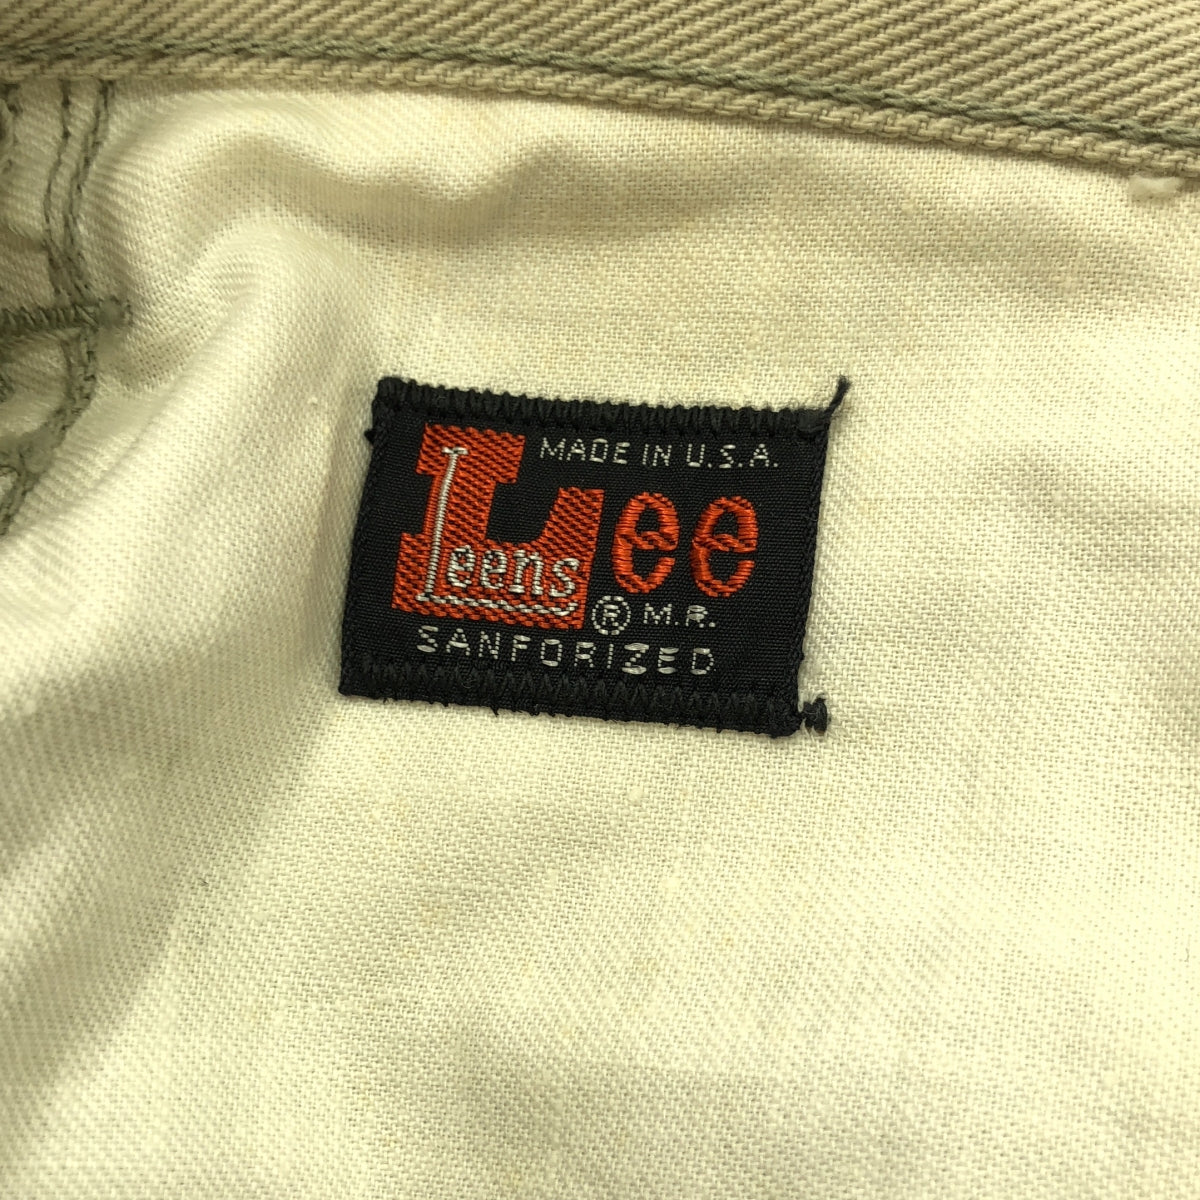 MADE IN U.S.A.
Lee
Leens
® M.R.
SANFORIZED